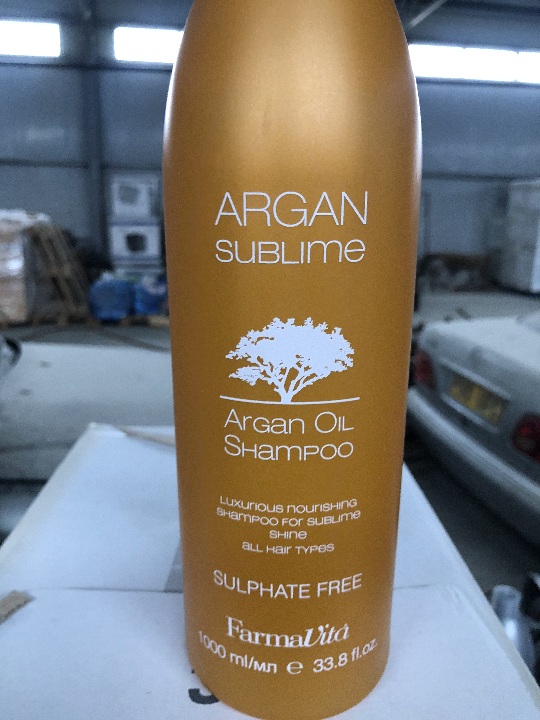 ARGAN
SUBLIME
Argan Oil
Shampoo
Luxurious nourishing
shampoo for sublime
shine
all hair types
SULPHATE FREE
FarmaVita
1000 ml/мл e 33.8 fl.oz.